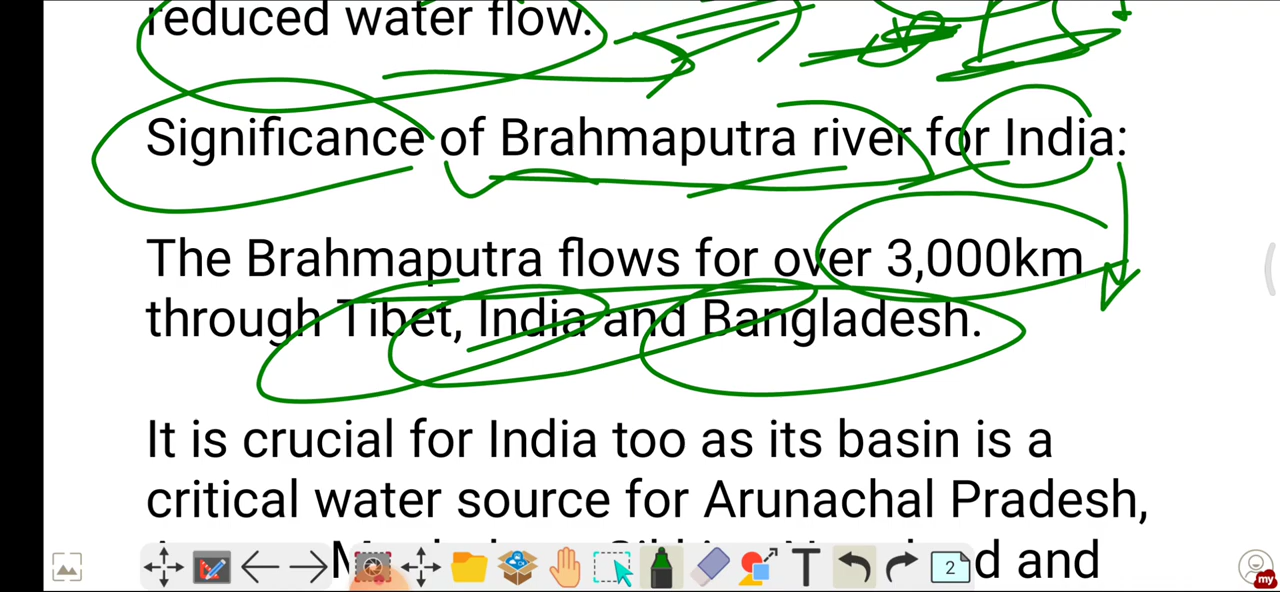 reduced water flow.
Significance of Brahmaputra river for India:
The Brahmaputra flows for over 3,000km
through Tibet, India and Bangladesh.
It is crucial for India too as its basin is a
critical water source for Arunachal Pradesh,
d and
2
my